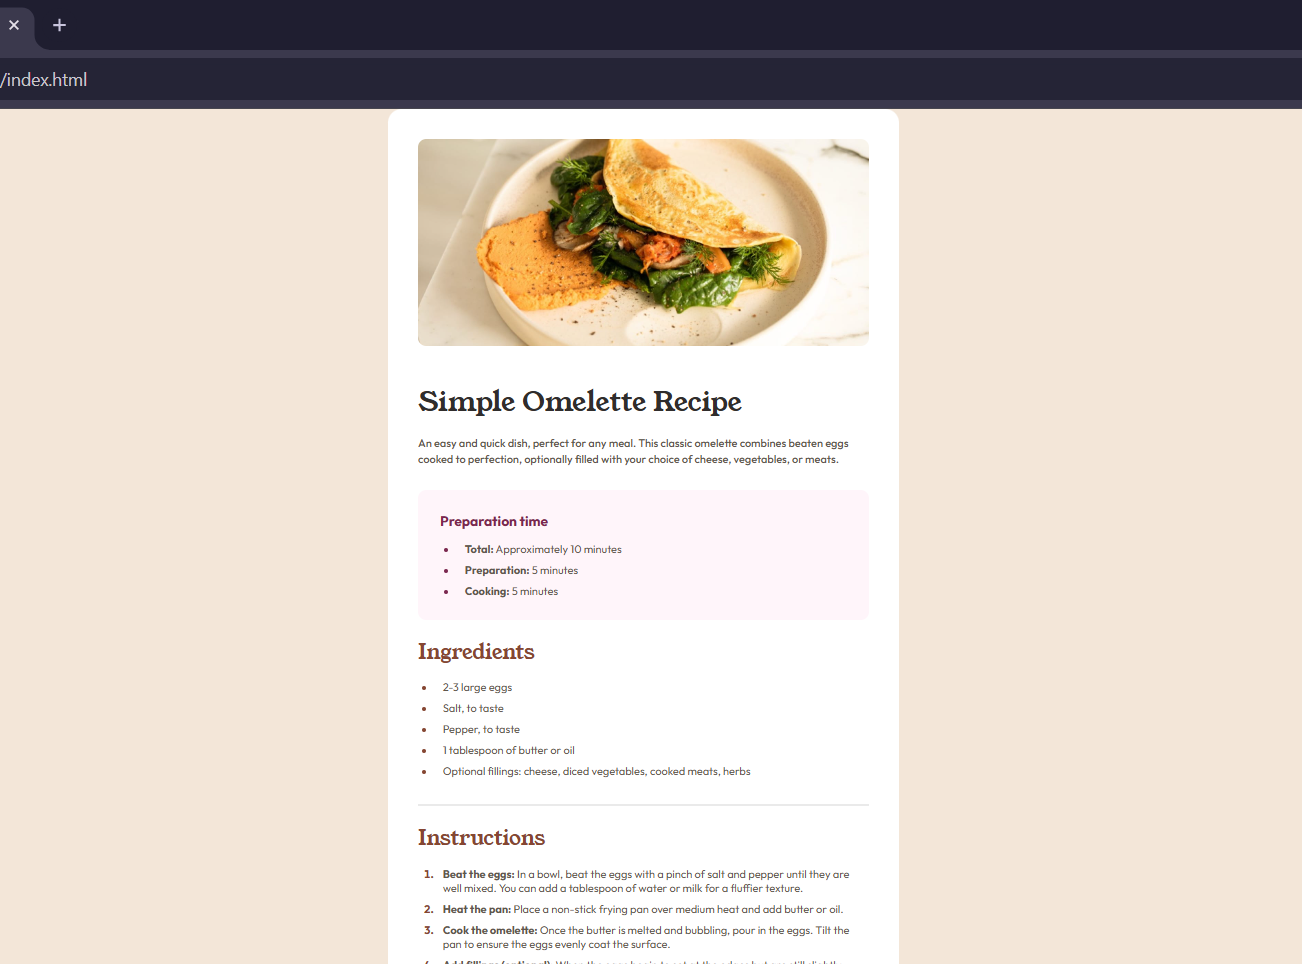 /index.html
Simple Omelette Recipe
An easy and quick dish, perfect for any meal. This classic omelette combines beaten eggs
cooked to perfection, optionally filled with your choice of cheese, vegetables, or meats.
Preparation time
• Total: Approximately 10 minutes
• Preparation: 5 minutes
• Cooking: 5 minutes
Ingredients
• 2-3 large eggs
• Salt, to taste
• Pepper, to taste
• 1 tablespoon of butter or oil
• Optional fillings: cheese, diced vegetables, cooked meats, herbs
Instructions
1. Beat the eggs: In a bowl, beat the eggs with a pinch of salt and pepper until they are
well mixed. You can add a tablespoon of water or milk for a fluffier texture.
2. Heat the pan: Place a non-stick frying pan over medium heat and add butter or oil.
3. Cook the omelette: Once the butter is melted and bubbling, pour in the eggs. Tilt the
pan to ensure the eggs evenly coat the surface.